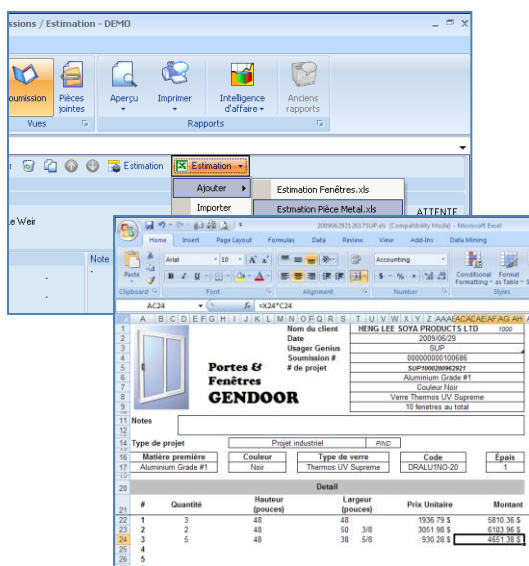 ssions / Estimation - DEMO
oumission Pièces jointes Aperçu Imprimer Intelligence d'affaire Anciens rapports
Vues Rapports
Estimation Estimation
Ajouter Estimation Fenêtres.xls
Importer Estmation Pièce Metal.xls ATTENTE
Le Weir
Note
20090629212617SUP.xls [Compatibility Mode] - Microsoft Excel
Home Insert Page Layout Formulas Data Review View Add-Ins Data Mining
Paste Arial 10 Accounting Conditional Formatting Format as Table
Clipboard Font Alignment Number Styles
AC24 fx =X24*C24
Nom du client HENG LEE SOYA PRODUCTS LTD 1000
Date 2009/06/29
Usager Genius SUP
Soumission # 00000000100686
# de projet SUP1000200962921
Aluminium Grade #1
Couleur Noir
Verre Thermos UV Supreme
10 fenetres au total
Portes &
Fenêtres
GENDOOR
Notes
Type de projet Projet industriel PIND
Matière première Couleur Type de verre Code Épais
Aluminium Grade #1 Noir Thermos UV Supreme DRALU1NO-20 1
Detail
# Quantité Hauteur (pouces) Largeur (pouces) Prix Unitaire Montant
1 3 48 48 1936.79 $ 5810.36 $
2 2 48 50 3/8 3051.98 $ 6103.96 $
3 5 48 38 5/8 930.28 $ 4651.38 $
4
5